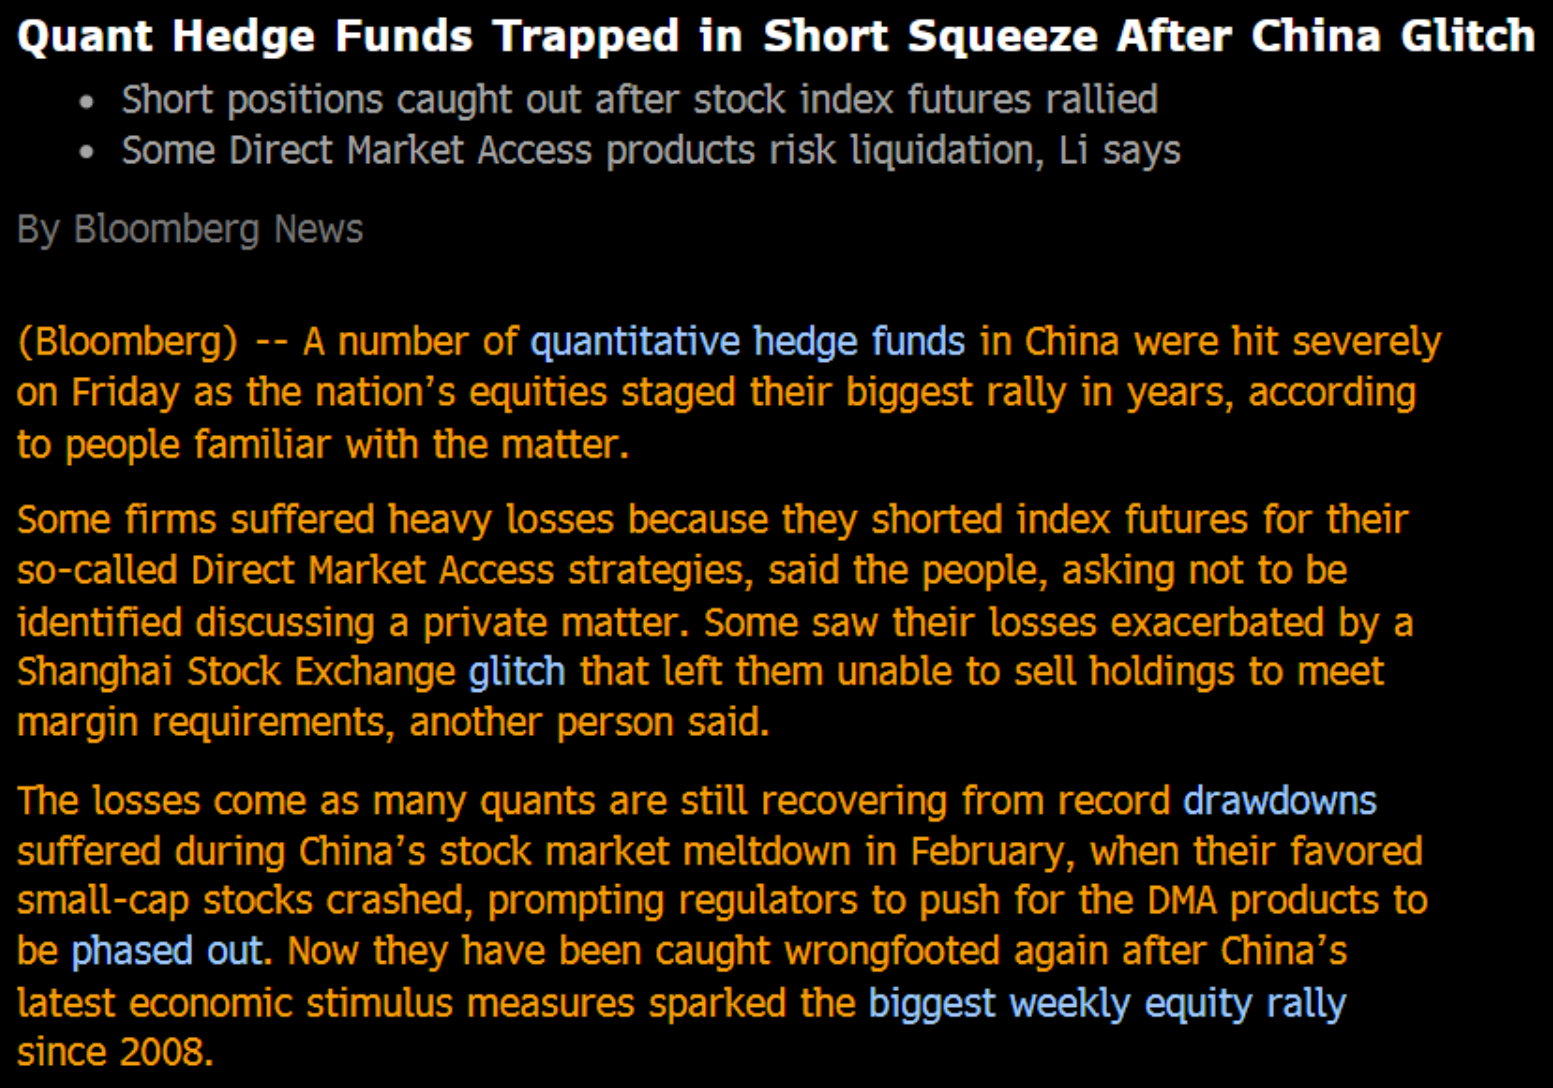 Quant Hedge Funds Trapped in Short Squeeze After China Glitch
• Short positions caught out after stock index futures rallied
• Some Direct Market Access products risk liquidation, Li says
By Bloomberg News
(Bloomberg) -- A number of quantitative hedge funds in China were hit severely
on Friday as the nation’s equities staged their biggest rally in years, according
to people familiar with the matter.
Some firms suffered heavy losses because they shorted index futures for their
so-called Direct Market Access strategies, said the people, asking not to be
identified discussing a private matter. Some saw their losses exacerbated by a
Shanghai Stock Exchange glitch that left them unable to sell holdings to meet
margin requirements, another person said.
The losses come as many quants are still recovering from record drawdowns
suffered during China’s stock market meltdown in February, when their favored
small-cap stocks crashed, prompting regulators to push for the DMA products to
be phased out. Now they have been caught wrongfooted again after China’s
latest economic stimulus measures sparked the biggest weekly equity rally
since 2008.